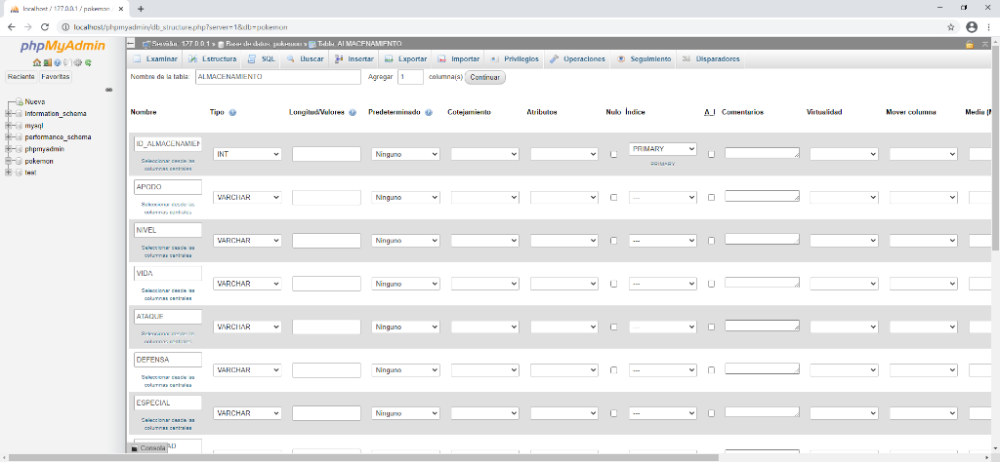 localhost / 127.0.0.1 / pokemon
localhost/phpmyadmin/db_structure.php?server=1&db=pokemon
phpMyAdmin
Reciente Favoritas
Nueva
information_schema
mysql
performance_schema
phpmyadmin
pokemon
test
Servidor: 127.0.0.1 » Base de datos: pokemon » Tabla: ALMACENAMIENTO
Examinar Estructura SQL Buscar Insertar Exportar Importar Privilegios Operaciones Seguimiento Disparadores
Nombre de la tabla: ALMACENAMIENTO Agregar 1 columna(s) Continuar
Nombre Tipo Longitud/Valores Predeterminado Cotejamiento Atributos Nulo Índice A_I Comentarios Virtualidad Mover columna Media (
ID_ALMACENAMIEN INT Ninguno PRIMARY
Seleccionar desde las
columnas centrales
PRIMARY
APODO VARCHAR Ninguno ---
Seleccionar desde las
columnas centrales
NIVEL VARCHAR Ninguno ---
Seleccionar desde las
columnas centrales
VIDA VARCHAR Ninguno ---
Seleccionar desde las
columnas centrales
ATAQUE VARCHAR Ninguno ---
Seleccionar desde las
columnas centrales
DEFENSA VARCHAR Ninguno ---
Seleccionar desde las
columnas centrales
ESPECIAL VARCHAR Ninguno ---
Seleccionar desde las
columnas centrales
Consola